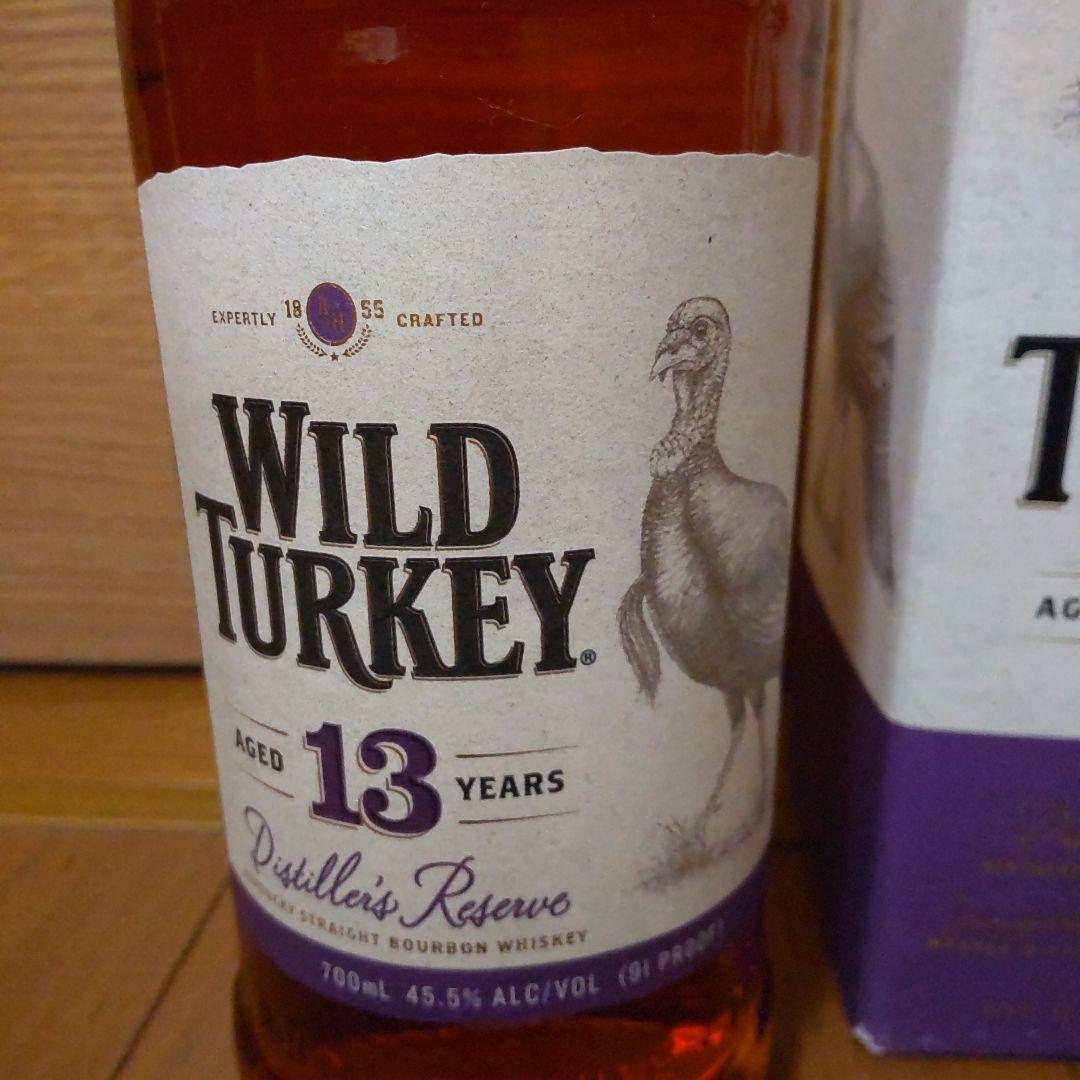 EXPERTLY 18 55 CRAFTED
WILD
TURKEY®
AGED 13 YEARS
Distiller's Reserve
STRAIGHT BOURBON WHISKEY
700mL 45.5% ALC/VOL (91 PROOF)
T
AG